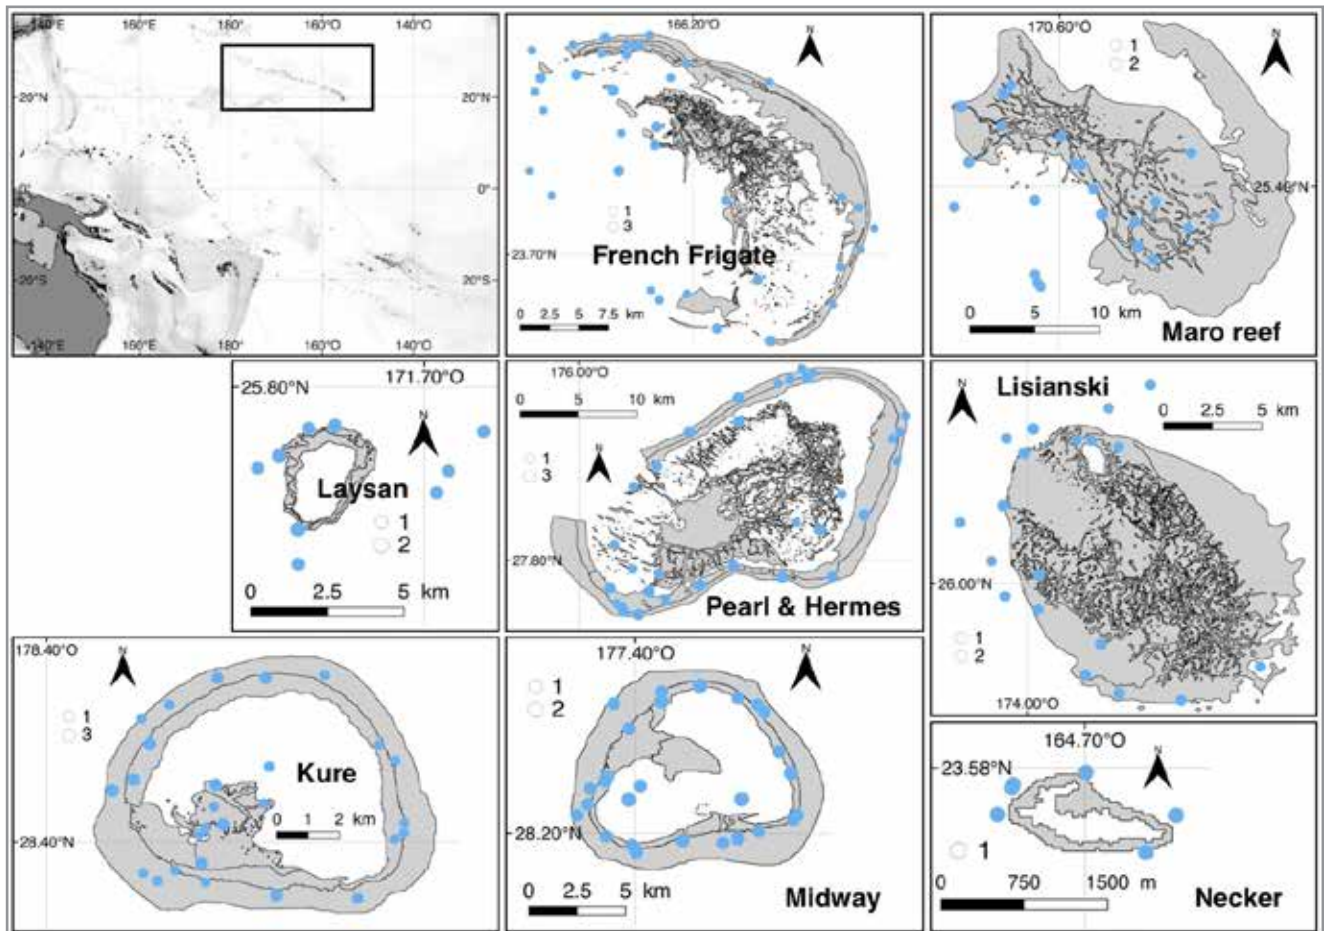 140°E 160°E 180° 160°O 140°O
20°N 20°N
0° 0°
20°S 20°S
140°E 160°E 180° 160°O 140°O
166.20°O
N
1
3
French Frigate
23.70°N
0 2.5 5.0 7.5 km
170.60°O
1
2
N
25.40°N
0 5 10 km
Maro reef
25.80°N
171.70°O
N
Laysan
1
2
0 2.5 5 km
176.00°O
0 5 10 km
1
3
N
27.80°N
Pearl & Hermes
N
Lisianski
0 2.5 5 km
26.00°N
1
2
174.00°O
178.40°O
N
1
3
Kure
0 1 2 km
28.40°N
177.40°O
N
1
2
28.20°N
0 2.5 5 km
Midway
164.70°O
23.58°N
N
1
0 750 1500 m
Necker